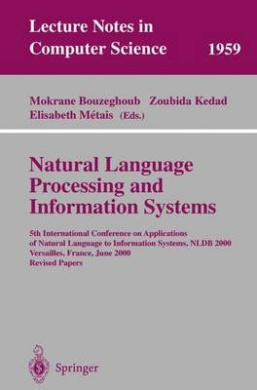 Lecture Notes in
Computer Science 1959
Mokrane Bouzeghoub Zoubida Kedad
Elisabeth Métais (Eds.)
Natural Language
Processing and
Information Systems
5th International Conference on Applications
of Natural Language to Information Systems, NLDB 2000
Versailles, France, June 2000
Revised Papers
Springer